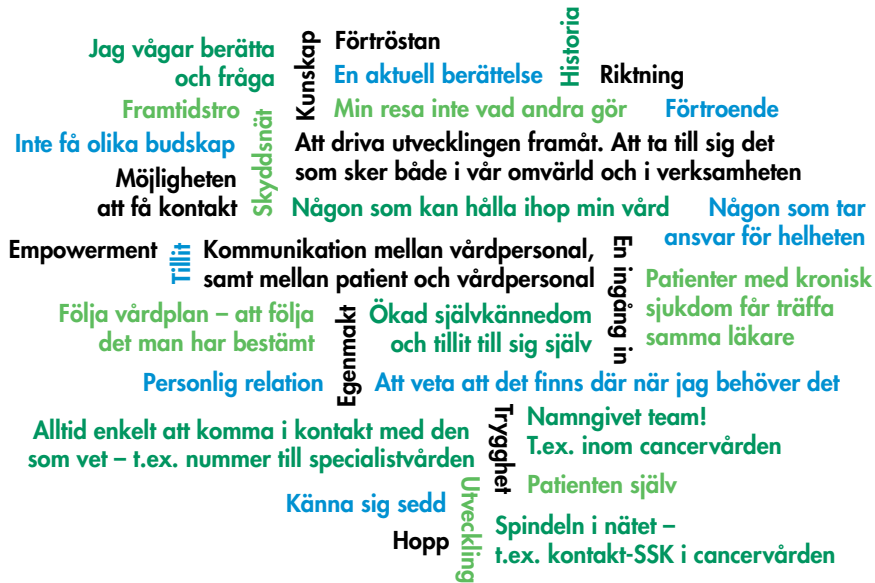 Jag vågar berätta
och fråga
Kunskap
Förtröstan
Historia
En aktuell berättelse
Riktning
Framtidstro
Min resa inte vad andra gör
Förtroende
Inte få olika budskap
Skyddsnät
Att driva utvecklingen framåt. Att ta till sig det
som sker både i vår omvärld och i verksamheten
Möjligheten
att få kontakt
Någon som kan hålla ihop min vård
Någon som tar
ansvar för helheten
Empowerment
Tillit
Kommunikation mellan vårdpersonal,
samt mellan patient och vårdpersonal
En ingång in
Patienter med kronisk
sjukdom får träffa
samma läkare
Följa vårdplan – att följa
det man har bestämt
Egenmakt
Ökad självkännedom
och tillit till sig själv
Personlig relation
Att veta att det finns där när jag behöver det
Alltid enkelt att komma i kontakt med den
som vet – t.ex. nummer till specialistvården
Trygghet
Namngivet team!
T.ex. inom cancervården
Utveckling
Patienten själv
Känna sig sedd
Hopp
Spindeln i nätet –
t.ex. kontakt-SSK i cancervården